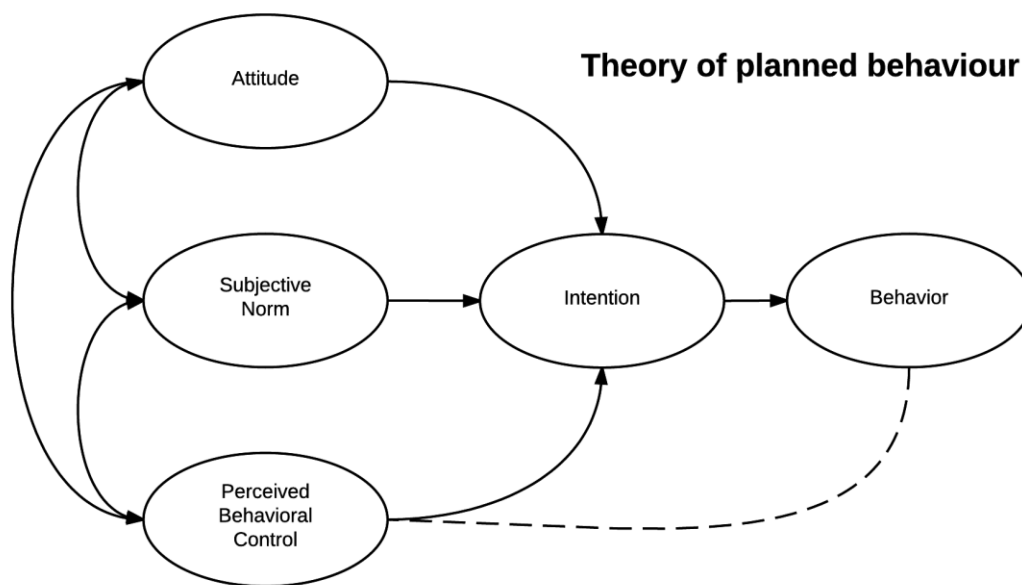 Theory of planned behaviour
Attitude
Subjective
Norm
Intention
Behavior
Perceived
Behavioral
Control